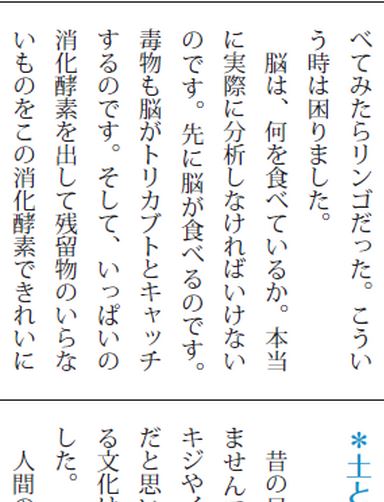 べてみたらリンゴだった。こうい
う時は困りました。
　脳は、何を食べているか。本当
に実際に分析しなければいけない
のです。先に脳が食べるのです。
毒物も脳がトリカブトとキャッチ
するのです。そして、いっぱいの
消化酵素を出して残留物のいらな
いものをこの消化酵素できれいに
＊土と
　昔の
ませんで
キジや
だと思い
る文化は
した。
　人間の